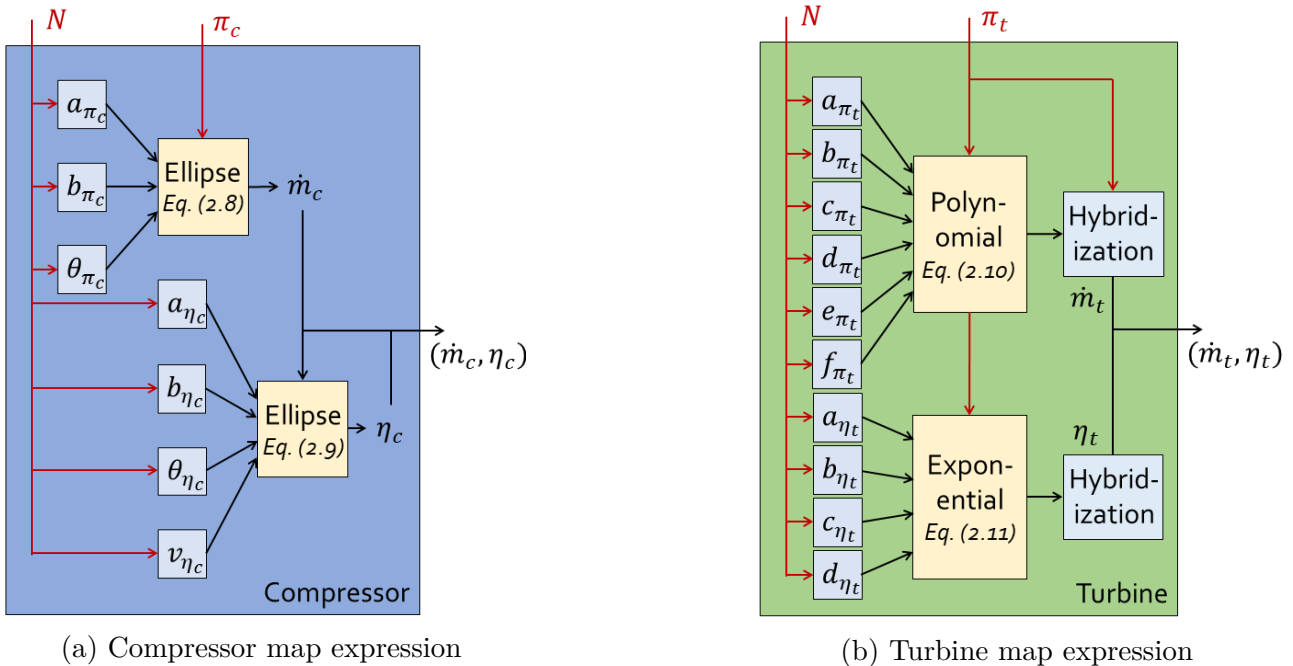 N
π_c
a_{π_c}
b_{π_c}
θ_{π_c}
Ellipse
Eq. (2.8)
ṁ_c
a_{η_c}
b_{η_c}
θ_{η_c}
v_{η_c}
Ellipse
Eq. (2.9)
η_c
(ṁ_c, η_c)
Compressor
(a) Compressor map expression
N
π_t
a_{π_t}
b_{π_t}
c_{π_t}
d_{π_t}
e_{π_t}
f_{π_t}
Polyn-
omial
Eq. (2.10)
Hybrid-
ization
ṁ_t
(ṁ_t, η_t)
a_{η_t}
b_{η_t}
c_{η_t}
d_{η_t}
Expon-
ential
Eq. (2.11)
η_t
Hybrid-
ization
Turbine
(b) Turbine map expression